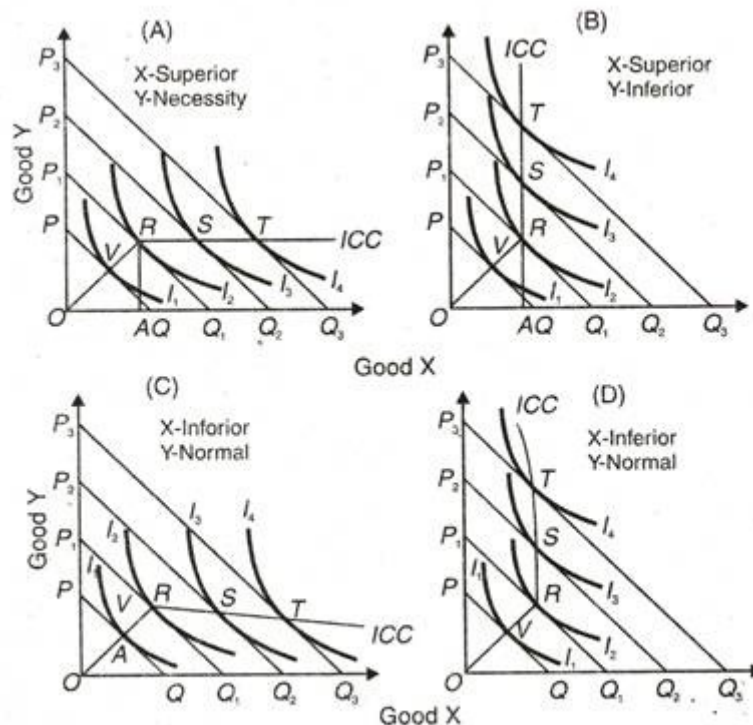 (A)
X-Superior
Y-Necessity
Good Y
P₃
P₂
P₁
P
V
R
S
T
ICC
I₁
I₂
I₃
I₄
O
A Q
Q₁
Q₂
Q₃
(B)
ICC
X-Superior
Y-Inferior
P₃
P₂
P₁
P
T
S
R
V
I₄
I₃
I₂
I₁
O
A Q
Q₁
Q₂
Q₃
Good X
(C)
X-Inforior
Y-Normal
Good Y
P₃
P₂
P₁
P
I₁
I₂
I₃
I₄
V
R
S
T
A
ICC
O
Q
Q₁
Q₂
Q₃
(D)
ICC
X-Inferior
Y-Normal
P₃
P₂
P₁
P
I₁
T
S
R
V
I₄
I₃
I₂
I₁
O
Q
Q₁
Q₂
Q₃
Good X